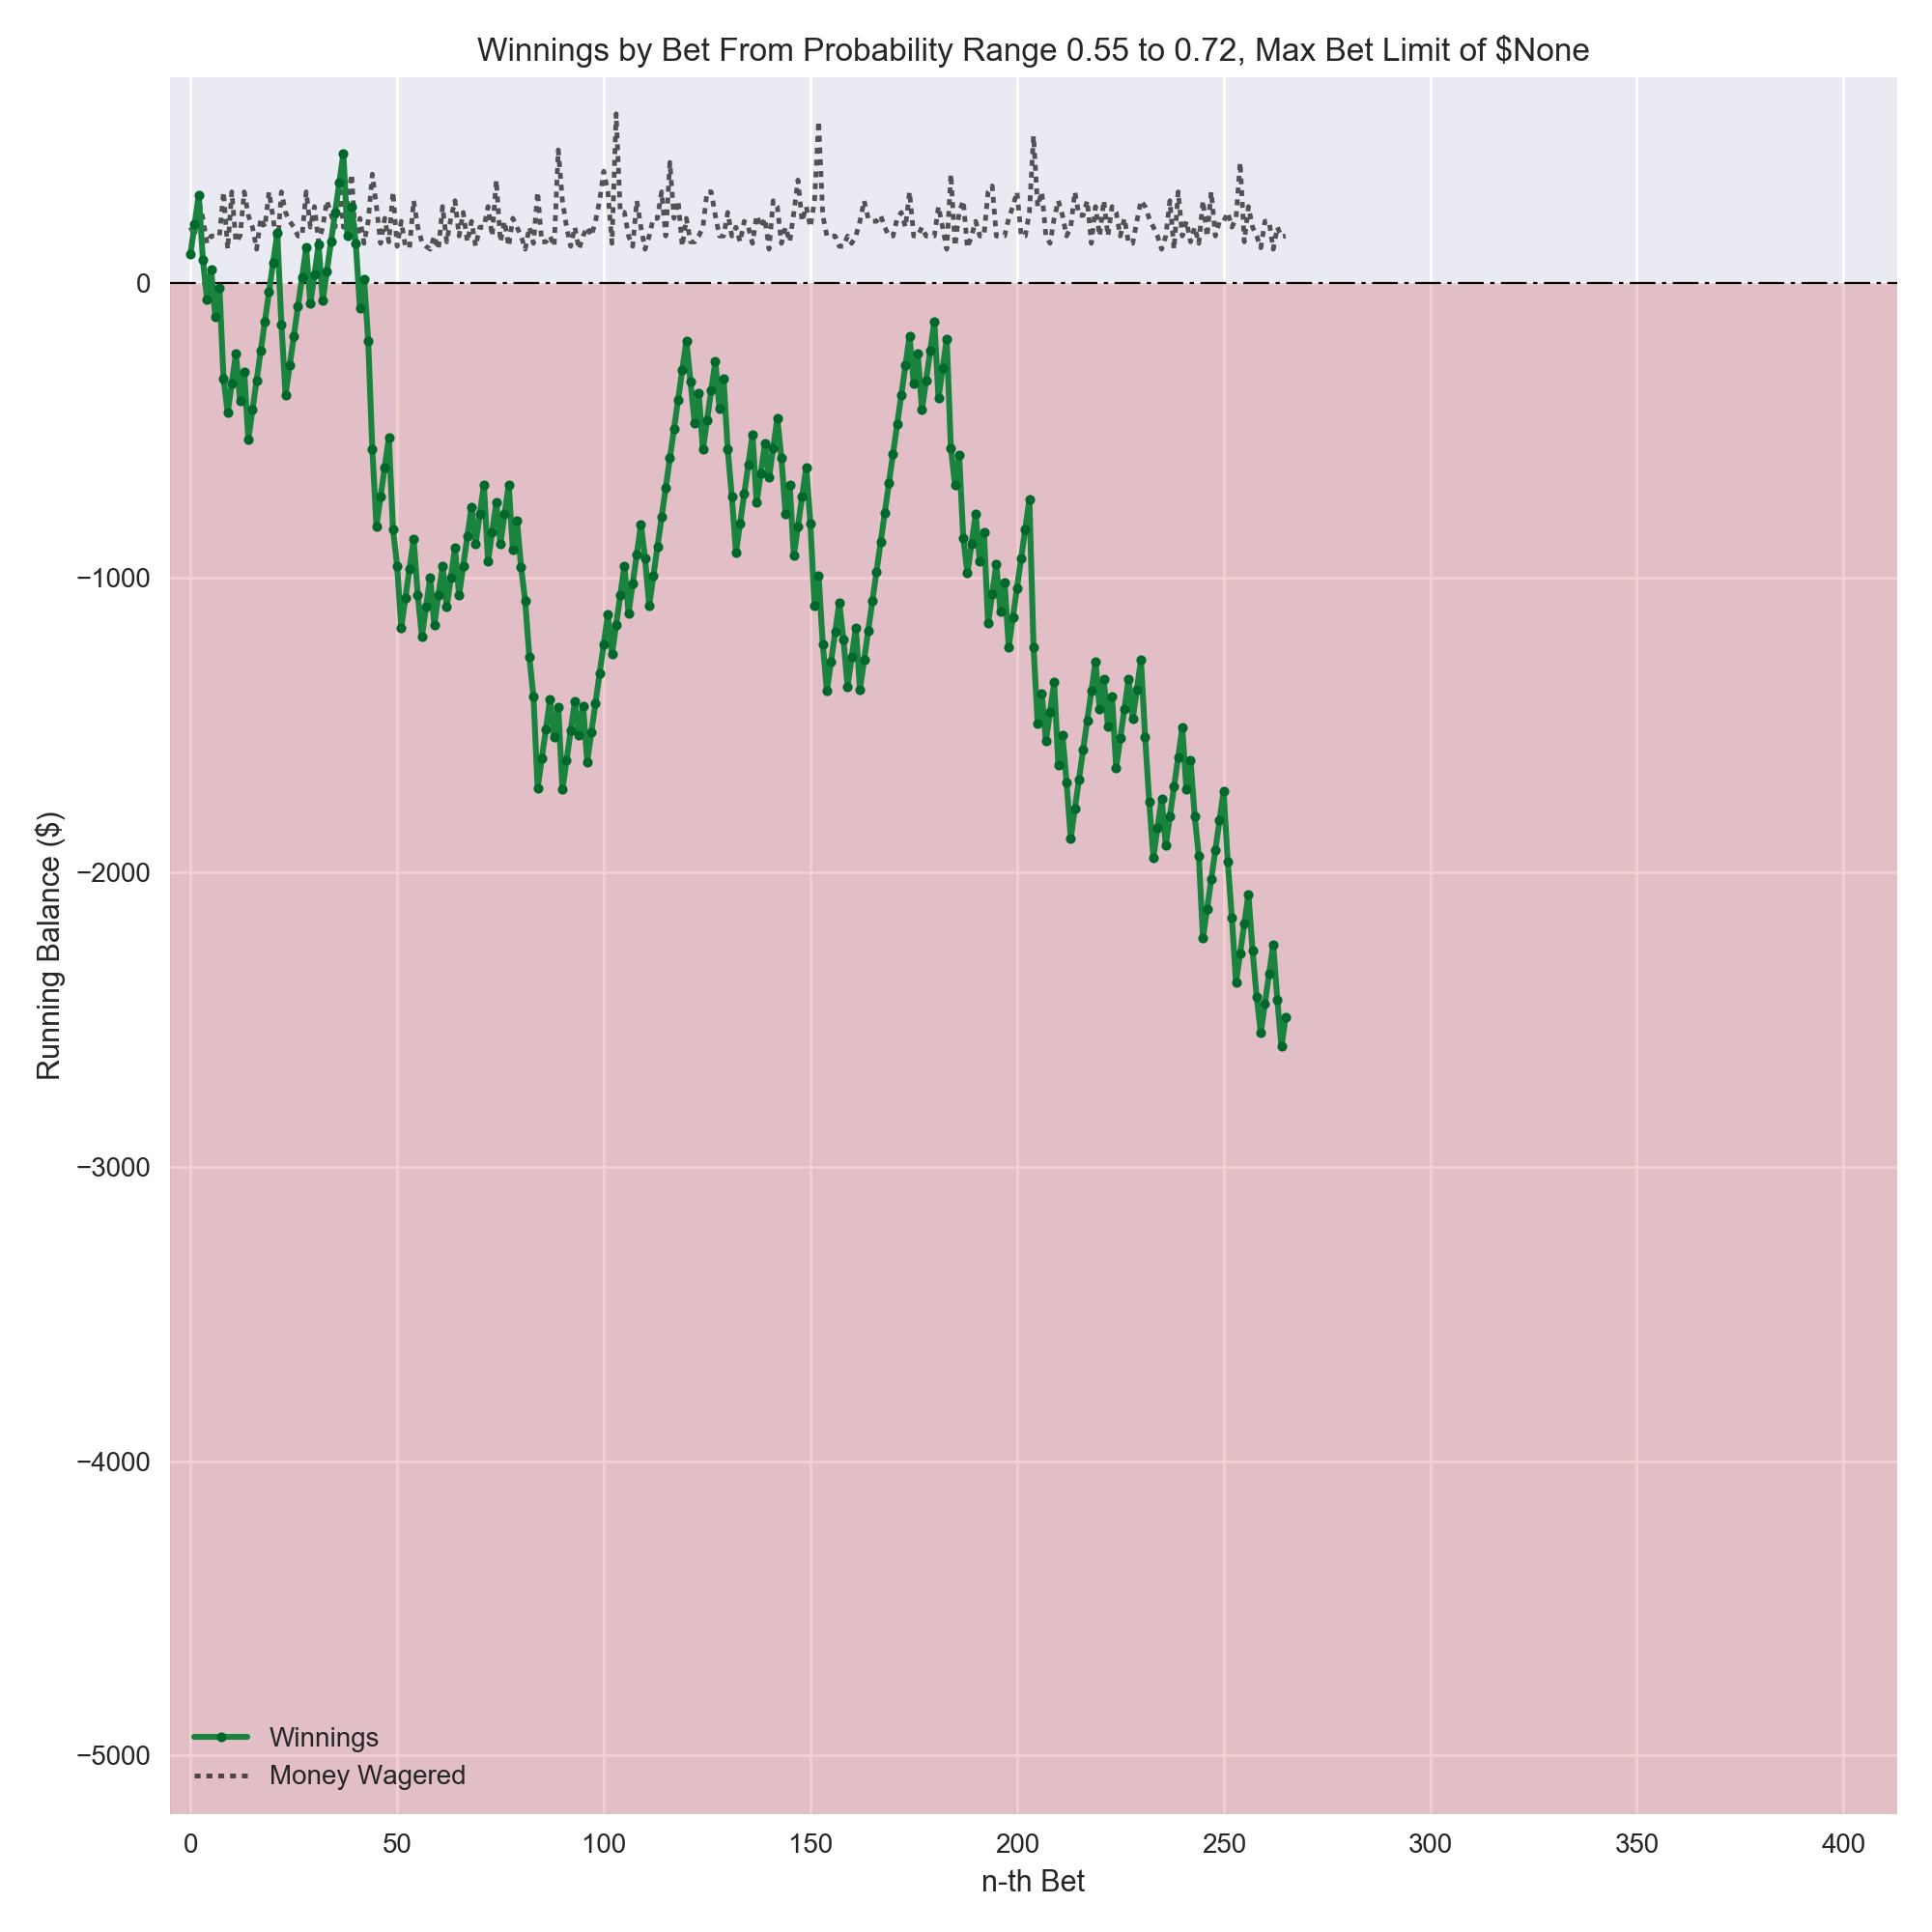 Winnings by Bet From Probability Range 0.55 to 0.72, Max Bet Limit of $None
Running Balance ($)
0
−1000
−2000
−3000
−4000
−5000
Winnings
Money Wagered
0 50 100 150 200 250 300 350 400
n-th Bet